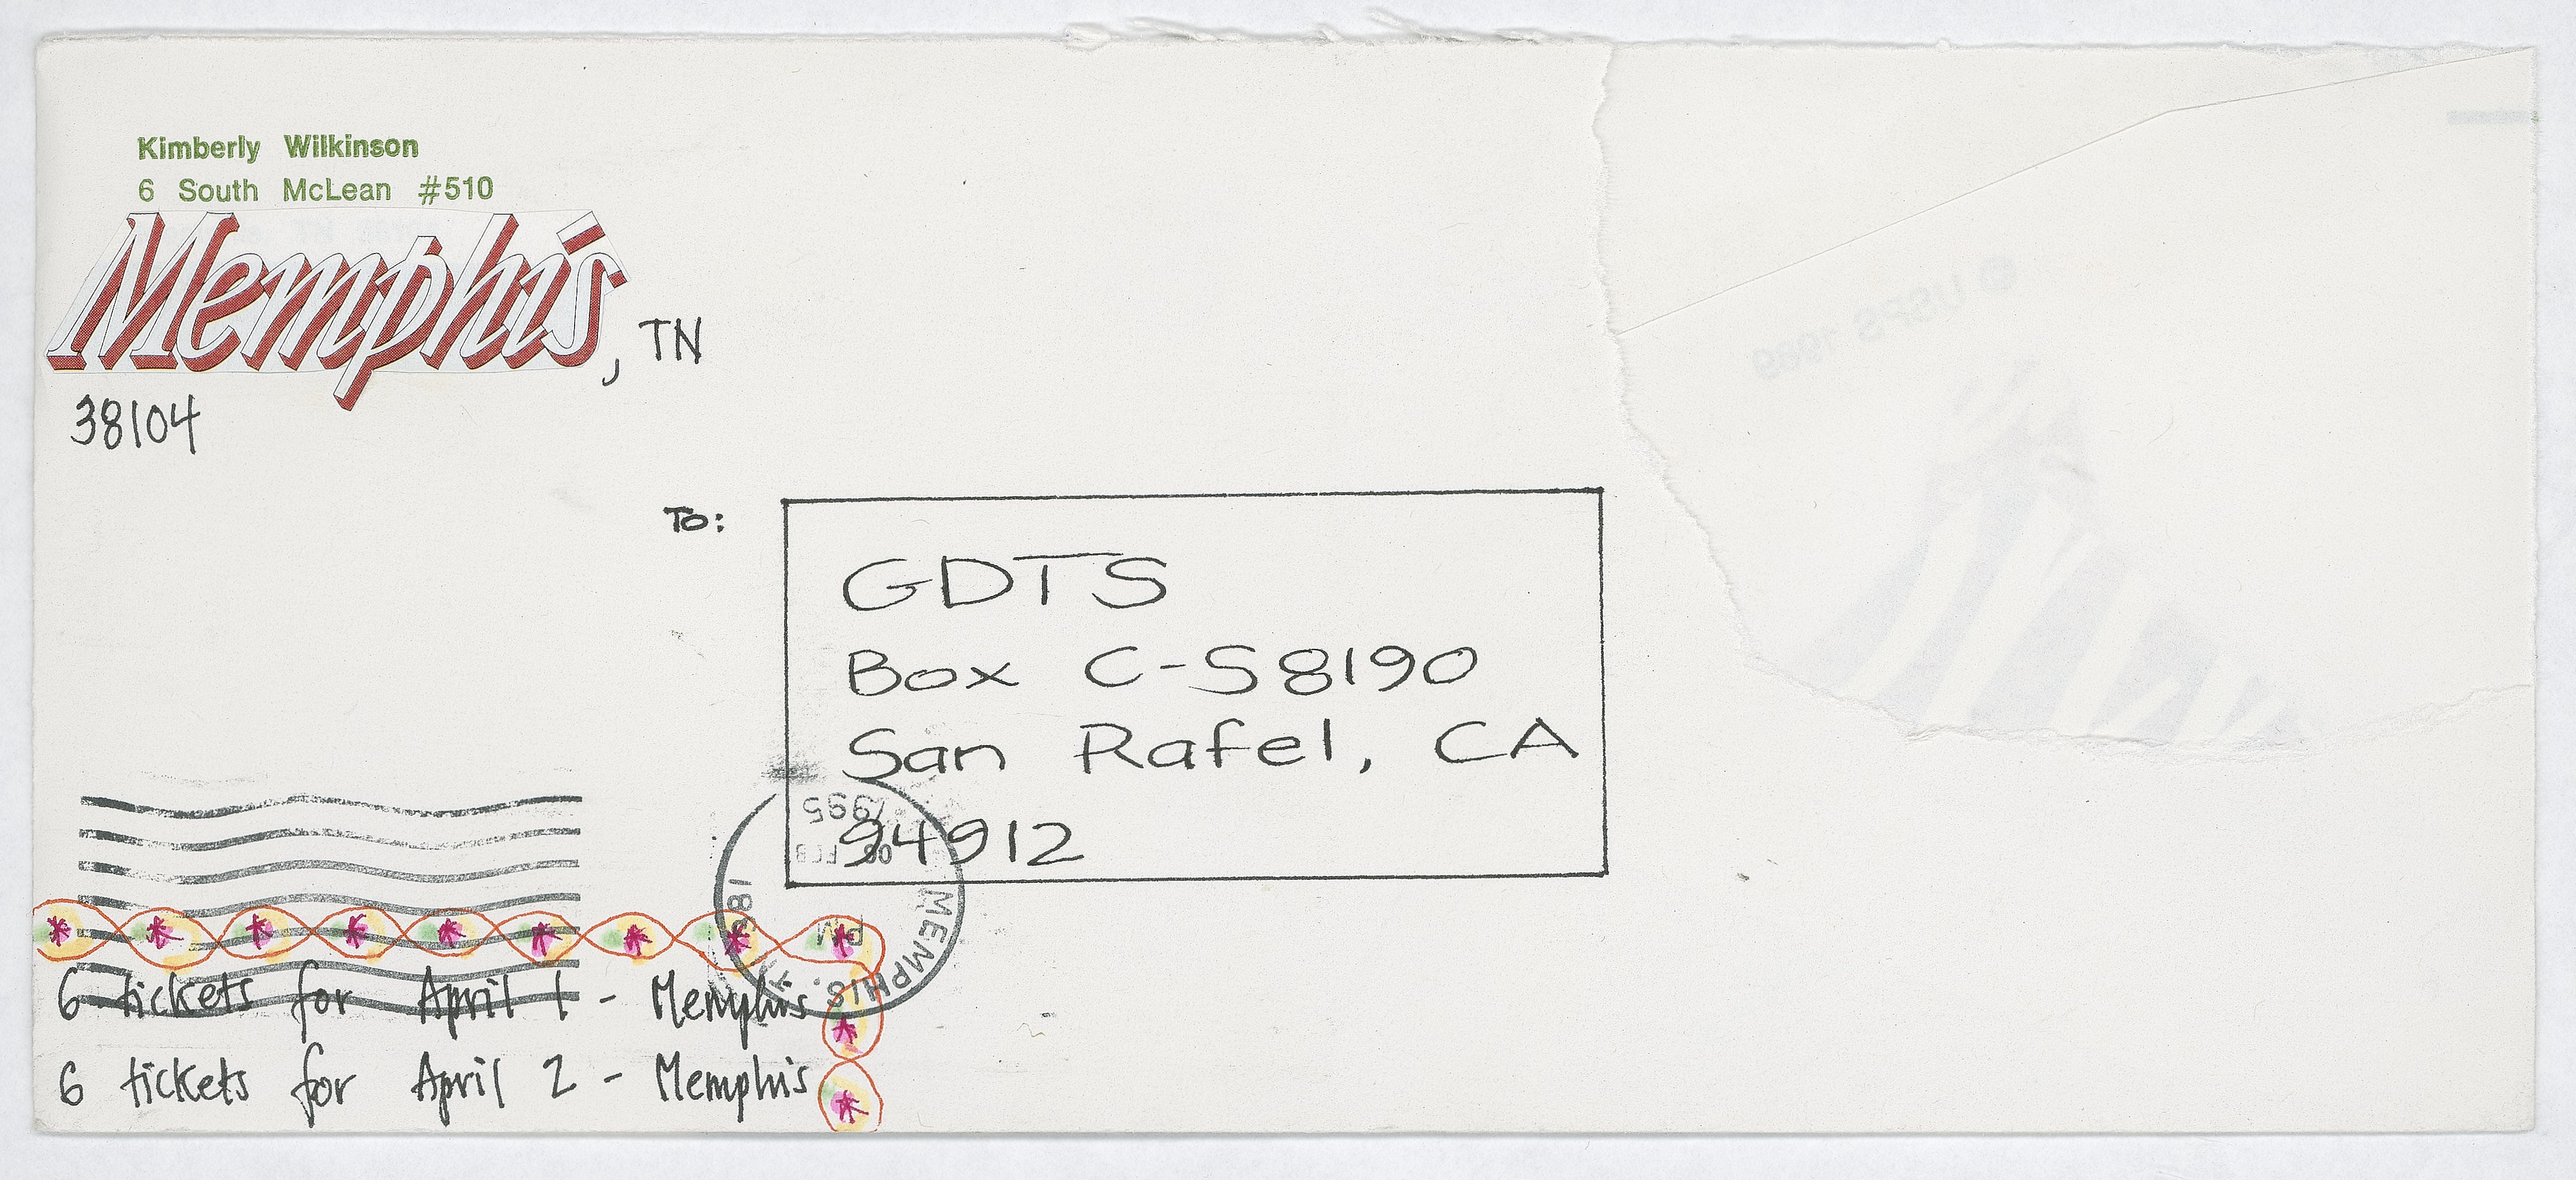 Kimberly Wilkinson
6 South McLean #510
Memphis, TN
38104
To:
GDTS
Box C-S8190
San Rafel, CA
94912
1995
PM
MEMPHIS,
381
6 tickets for April 1 - Memphis
6 tickets for April 2 - Memphis
© USPS 1989